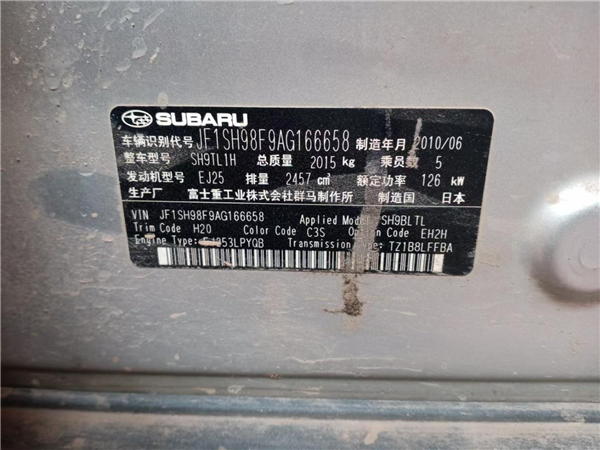 SUBARU
车辆识别代号 JF1SH98F9AG166658 制造年月 2010/06
整车型号 SH9TL1H 总质量 2015 kg 乘员数 5
发动机型号 EJ25 排量 2457 cm³ 额定功率 126 kW
生产厂 富士重工业株式会社群马制作所 制造国 日本
VIN JF1SH98F9AG166658 Applied Model SH9BLTL
Trim Code H20 Color Code C3S Option Code EH2H
Engine Type Transmission Type TZ1B8LFFBA